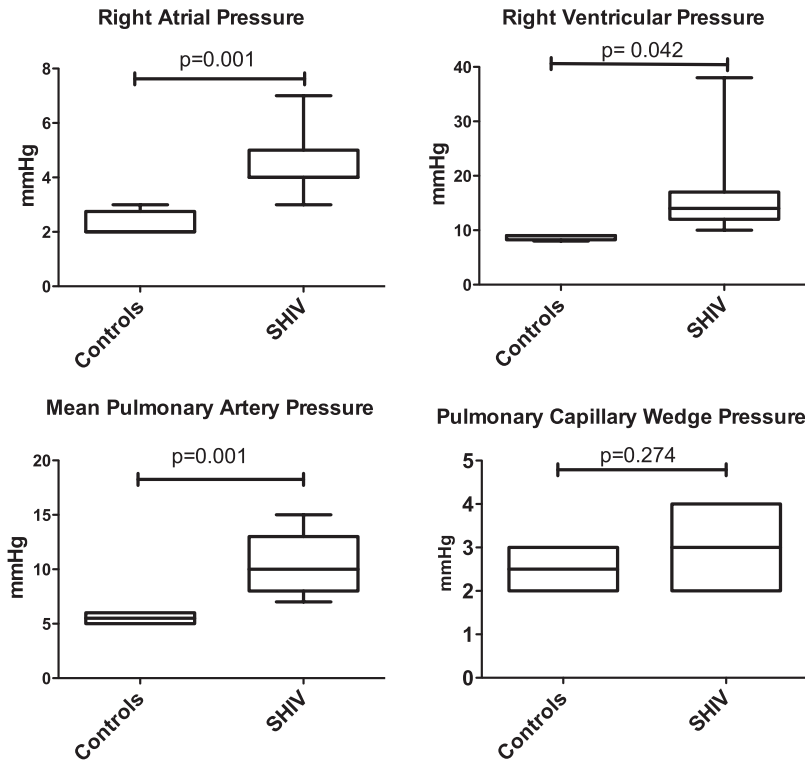 Right Atrial Pressure
p=0.001
8
6
4
2
0
mmHg
Controls
SHIV
Right Ventricular Pressure
p= 0.042
40
30
20
10
0
mmHg
Controls
SHIV
Mean Pulmonary Artery Pressure
p=0.001
20
15
10
5
0
mmHg
Controls
SHIV
Pulmonary Capillary Wedge Pressure
p=0.274
5
4
3
2
1
0
mmHg
Controls
SHIV